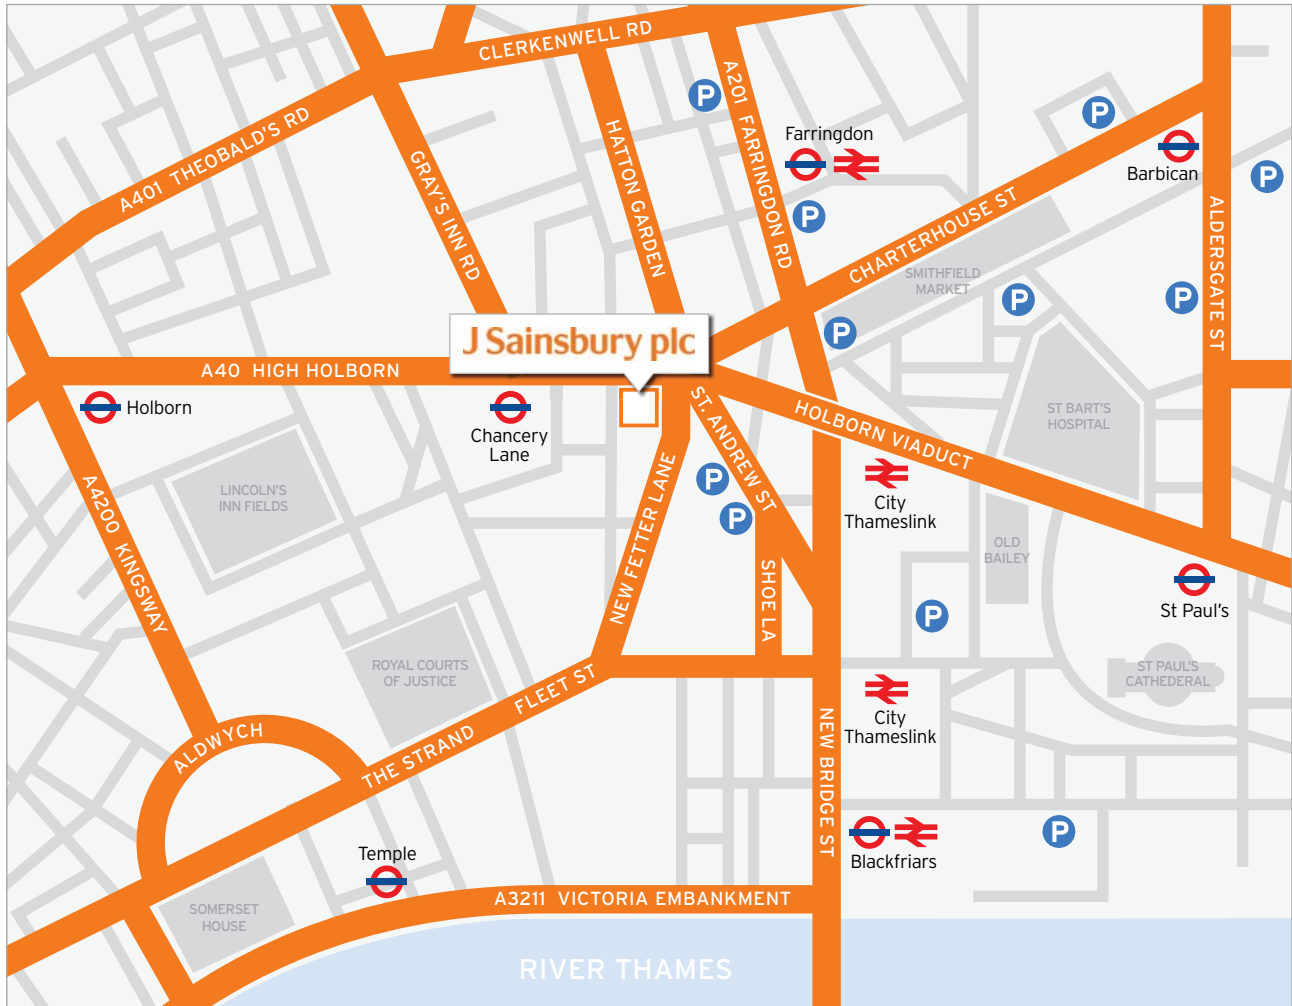 CLERKENWELL RD
A201 FARRINGDON RD
P
P
Farringdon
A401 THEOBALD'S RD
HATTON GARDEN
GRAY'S INN RD
Barbican
P
P
CHARTERHOUSE ST
ALDERSGATE ST
SMITHFIELD
MARKET
P
P
P
J Sainsbury plc
A40 HIGH HOLBORN
Holborn
Chancery
Lane
ST. ANDREW ST
HOLBORN VIADUCT
ST BART'S
HOSPITAL
LINCOLN'S
INN FIELDS
A4200 KINGSWAY
NEW FETTER LANE
P
P
City
Thameslink
OLD
BAILEY
SHOE LA
St Paul's
P
ROYAL COURTS
OF JUSTICE
FLEET ST
ST PAUL'S
CATHEDERAL
City
Thameslink
ALDWYCH
THE STRAND
NEW BRIDGE ST
P
Blackfriars
Temple
A3211 VICTORIA EMBANKMENT
SOMERSET
HOUSE
RIVER THAMES